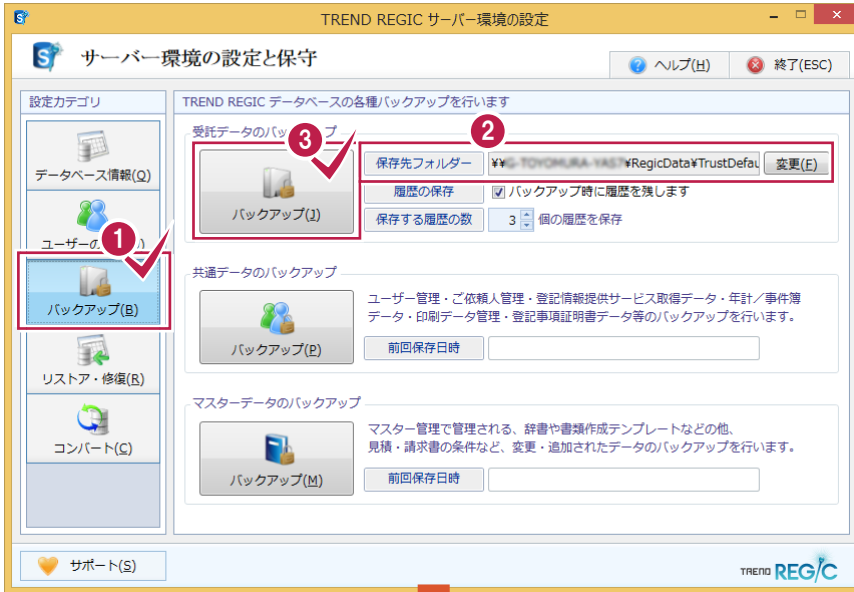 TREND REGIC サーバー環境の設定
サーバー環境の設定と保守
ヘルプ(H)
終了(ESC)
設定カテゴリ
データベース情報(Q)
1
バックアップ(B)
リストア・修復(R)
コンバート(C)
TREND REGIC データベースの各種バックアップを行います
受託データのバックアップ
3
2
バックアップ(J)
保存先フォルダー
¥RegicData¥TrustDefau
変更(F)
履歴の保存
バックアップ時に履歴を残します
保存する履歴の数
3 個の履歴を保存
共通データのバックアップ
バックアップ(P)
ユーザー管理・ご依頼人管理・登記情報提供サービス取得データ・年計／事件簿
データ・印刷データ管理・登記事項証明書データ等のバックアップを行います。
前回保存日時
マスターデータのバックアップ
バックアップ(M)
マスター管理で管理される、辞書や書類作成テンプレートなどの他、
見積・請求書の条件など、変更・追加されたデータのバックアップを行います。
前回保存日時
サポート(S)
TREND REGIC